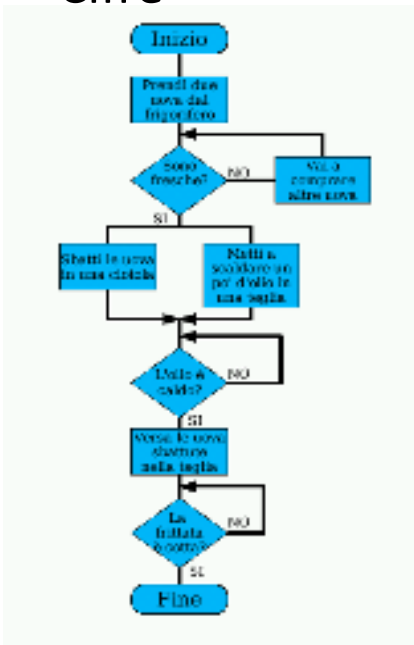 Inizio
Prendi due
uova dal
frigorifero
Sono
fresche?
NO
Vai a
comprare
altre uova
SI
Sbatti le uova
in una ciotola
Metti a
scaldare un
po' d'olio in
una teglia
L'olio è
caldo?
NO
SI
Versa le uova
sbattute
nella teglia
La
frittata
è cotta?
NO
SI
Fine